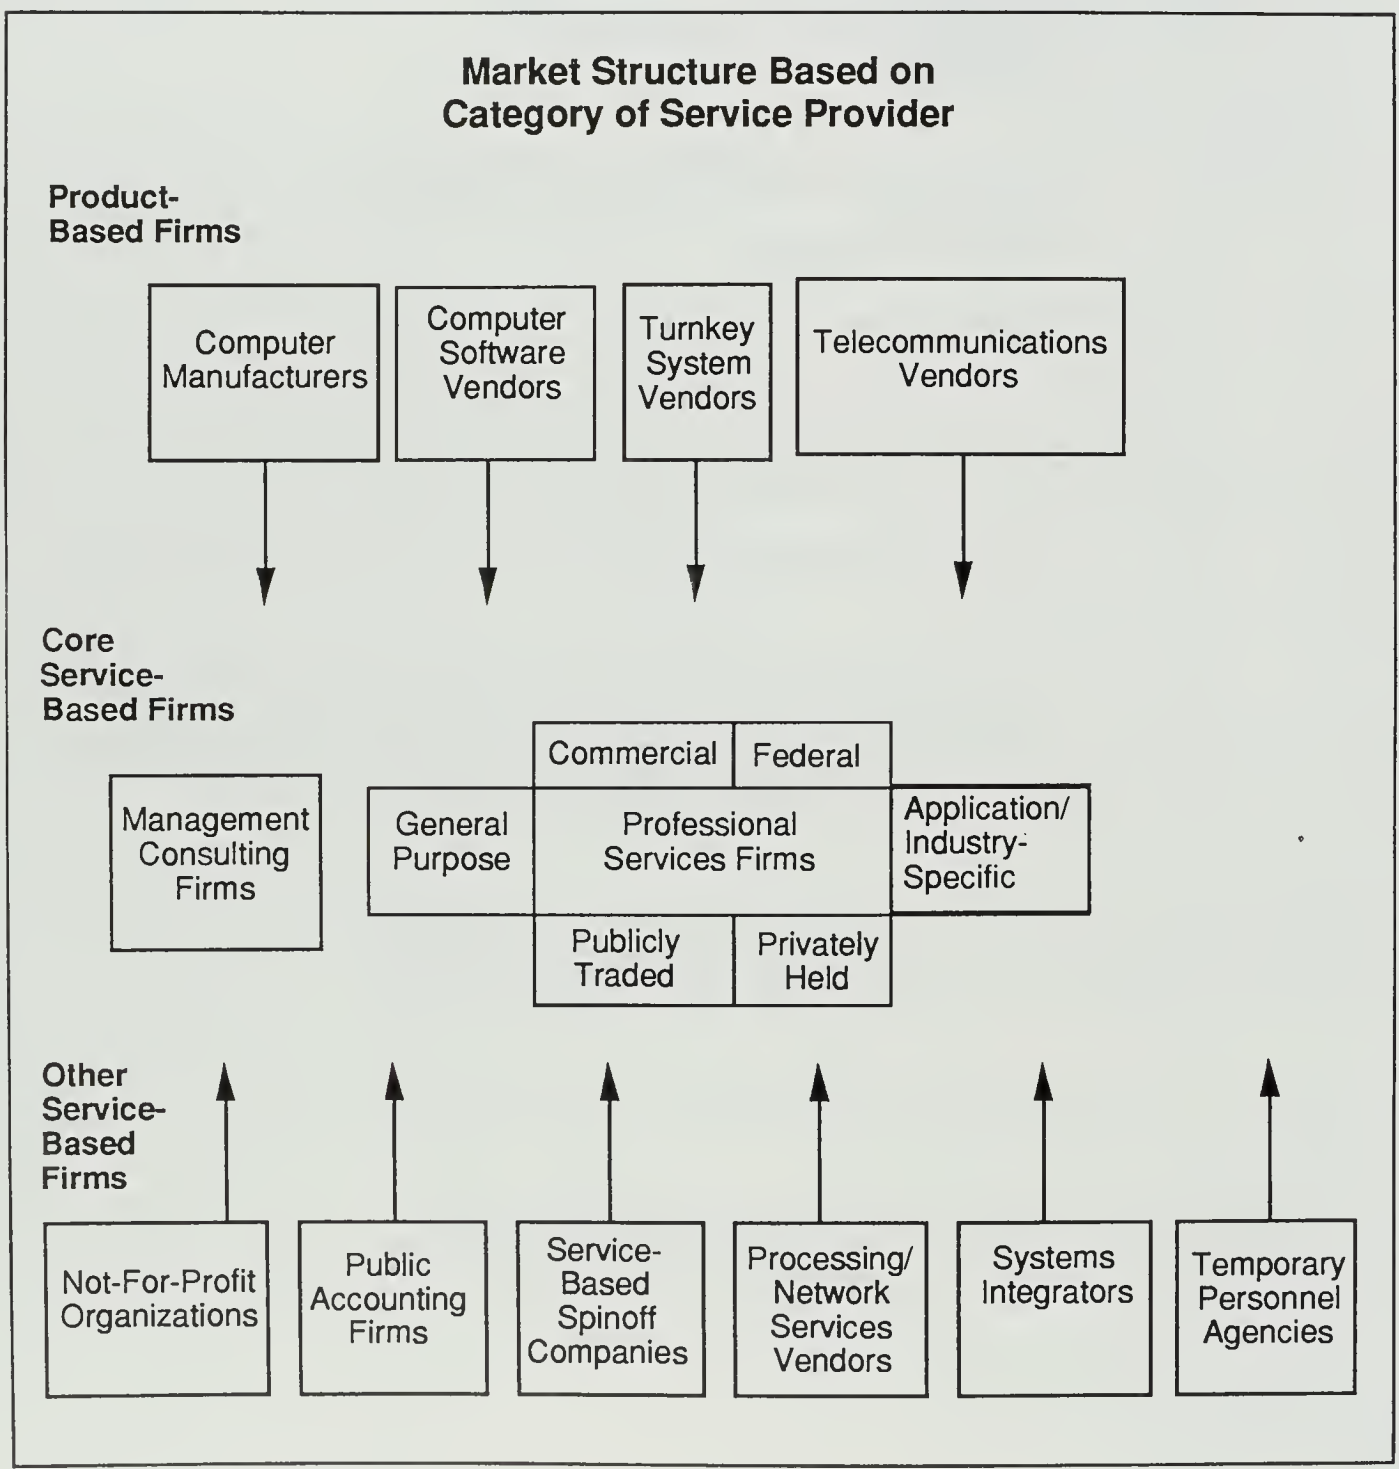 Market Structure Based on
Category of Service Provider
Product-
Based Firms
Computer
Manufacturers
Computer
Software
Vendors
Turnkey
System
Vendors
Telecommunications
Vendors
Core
Service-
Based Firms
Management
Consulting
Firms
General
Purpose
Commercial
Federal
Professional
Services Firms
Application/
Industry-
Specific
Publicly
Traded
Privately
Held
Other
Service-
Based
Firms
Not-For-Profit
Organizations
Public
Accounting
Firms
Service-
Based
Spinoff
Companies
Processing/
Network
Services
Vendors
Systems
Integrators
Temporary
Personnel
Agencies